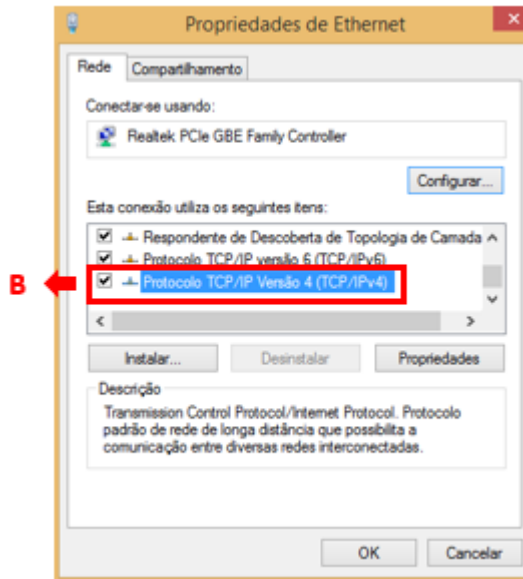 Propriedades de Ethernet
Rede
Compartilhamento
Conectar-se usando:
Realtek PCIe GBE Family Controller
Configurar...
Esta conexão utiliza os seguintes itens:
Respondente de Descoberta de Topologia de Camada
Protocolo TCP/IP versão 6 (TCP/IPv6)
B
Protocolo TCP/IP Versão 4 (TCP/IPv4)
Instalar...
Desinstalar
Propriedades
Descrição
Transmission Control Protocol/Internet Protocol. Protocolo
padrão de rede de longa distância que possibilita a
comunicação entre diversas redes interconectadas.
OK
Cancelar